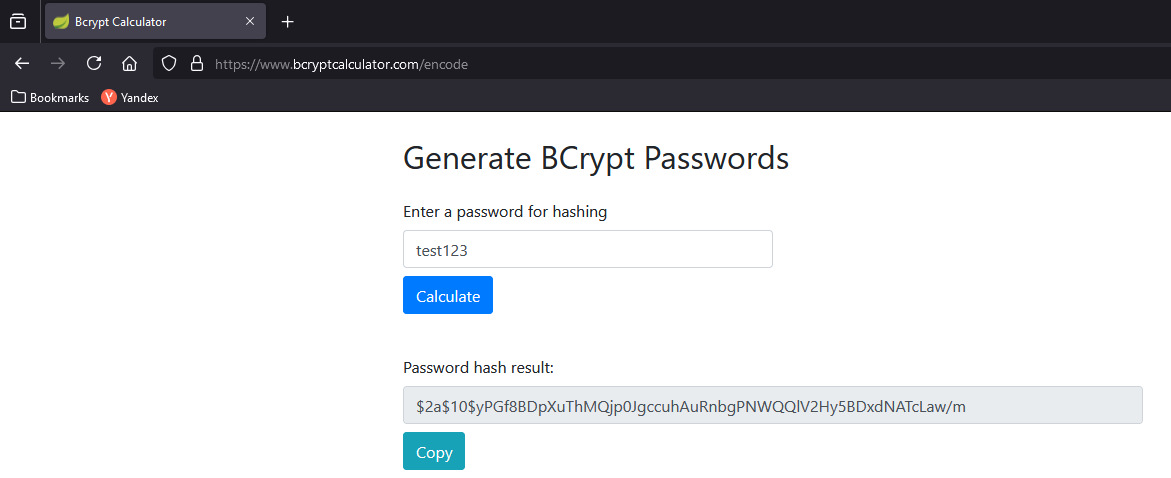 Bcrypt Calculator
https://www.bcryptcalculator.com/encode
Bookmarks Yandex
Generate BCrypt Passwords
Enter a password for hashing
test123
Calculate
Password hash result:
$2a$10$yPGf8BDpXuThMQjp0JgccuhAuRnbgPNWQQlV2Hy5BDxdNATcLaw/m
Copy